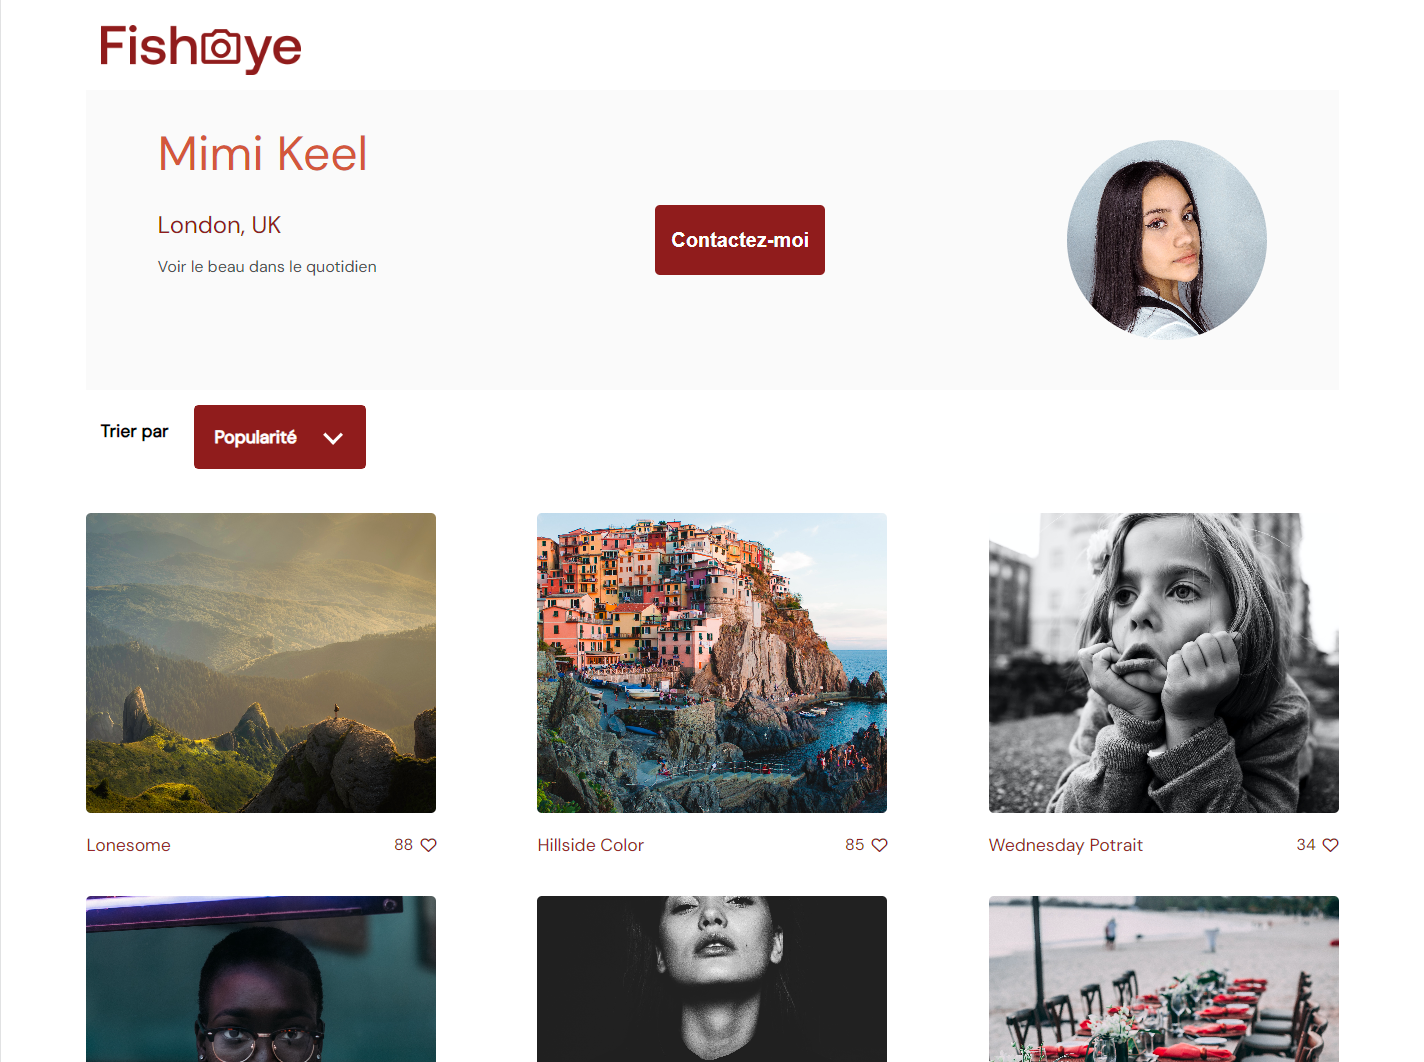 Fisheye
Mimi Keel
London, UK
Voir le beau dans le quotidien
Contactez-moi
Trier par
Popularité
Lonesome
88
Hillside Color
85
Wednesday Potrait
34